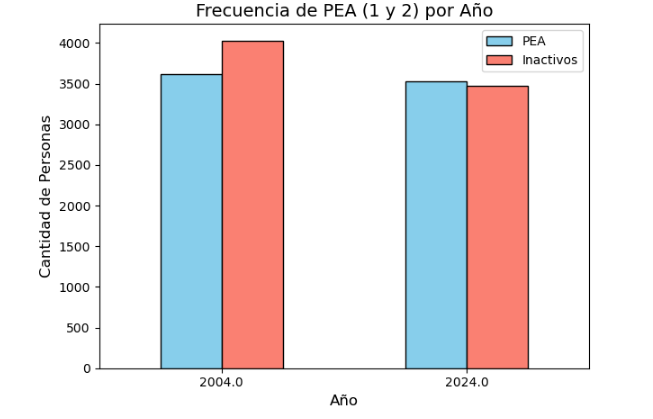 Frecuencia de PEA (1 y 2) por Año
PEA
Inactivos
4000
3500
3000
2500
2000
1500
1000
500
0
Cantidad de Personas
2004.0
2024.0
Año